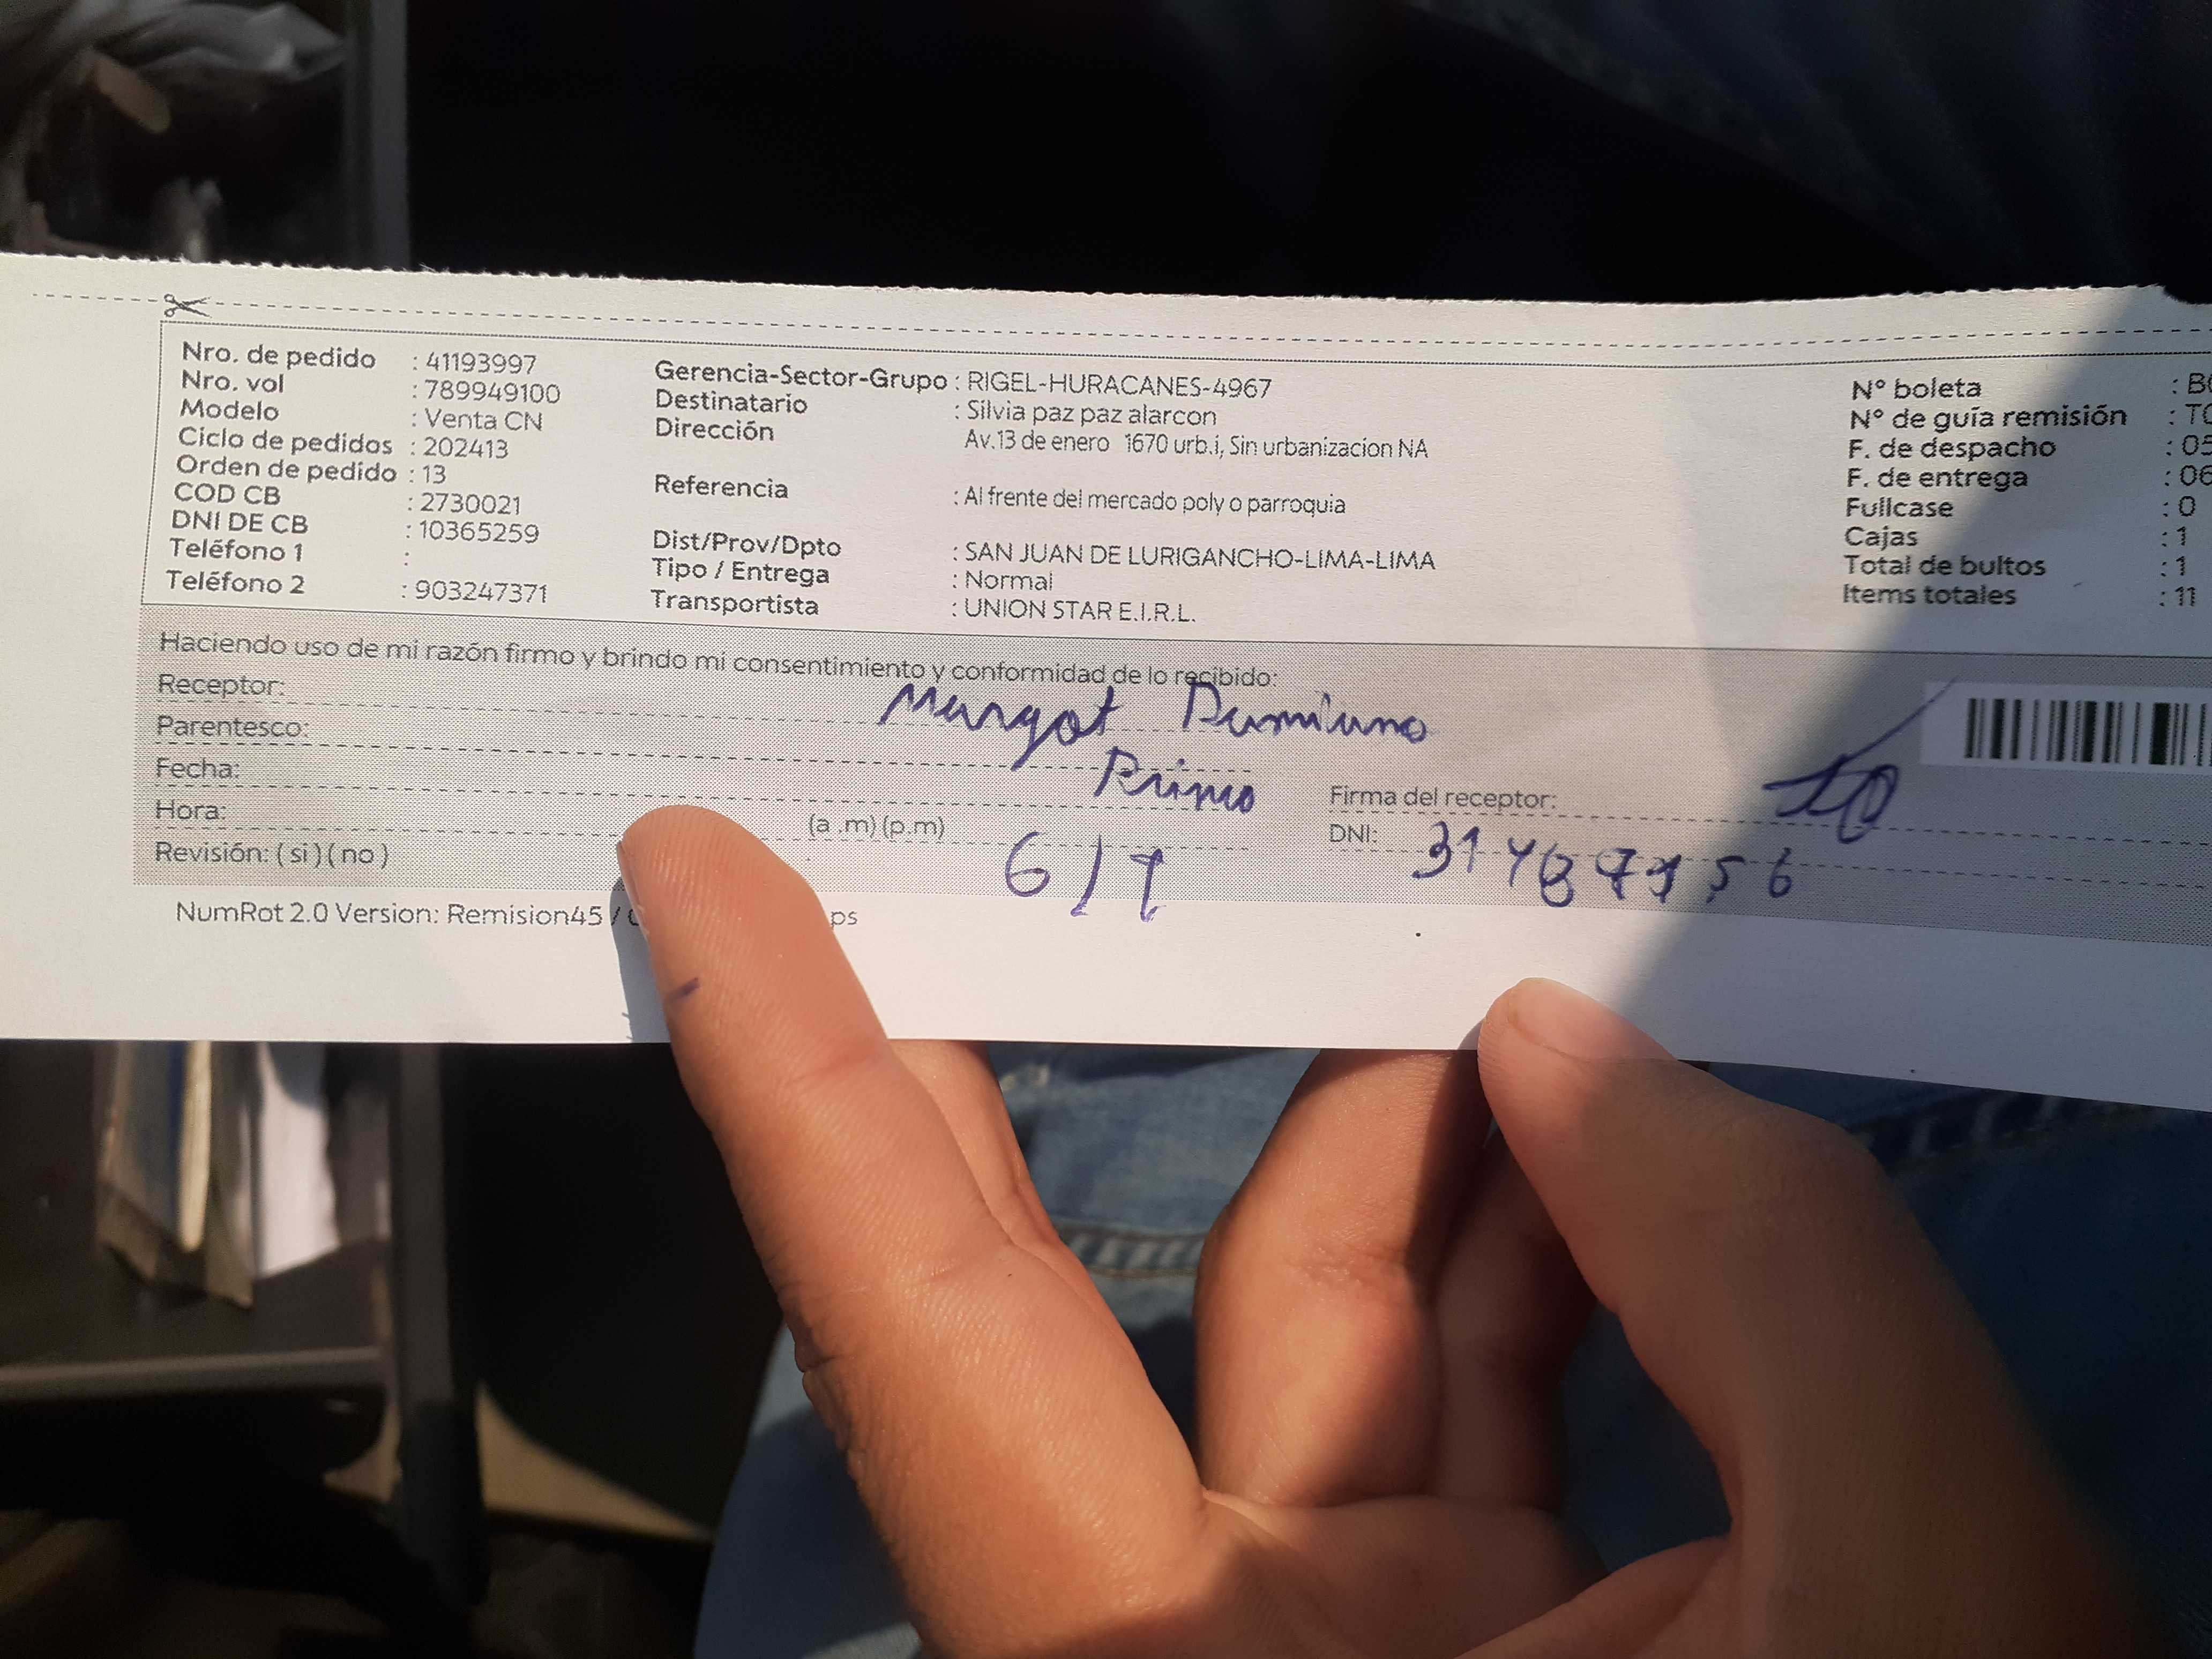 Nro. de pedido : 41193997
Nro. vol : 789949100
Modelo : Venta CN
Ciclo de pedidos : 202413
Orden de pedido : 13
COD CB : 2730021
DNI DE CB : 10365259
Teléfono 1 :
Teléfono 2 : 903247371
Gerencia-Sector-Grupo : RIGEL-HURACANES-4967
Destinatario : Silvia paz paz alarcon
Dirección Av.13 de enero 1670 urb.i, Sin urbanizacion NA
Referencia : Al frente del mercado poly o parroquia
Dist/Prov/Dpto : SAN JUAN DE LURIGANCHO-LIMA-LIMA
Tipo / Entrega : Normal
Transportista : UNION STAR E.I.R.L.
N° boleta :
N° de guía remisión :
F. de despacho : 05
F. de entrega : 06
Fullcase : 0
Cajas : 1
Total de bultos : 1
Items totales : 11
Haciendo uso de mi razón firmo y brindo mi consentimiento y conformidad de lo recibido:
Receptor: Margot Damiano
Parentesco: Primo
Fecha:
Hora: (a .m) (p.m)
Revisión: ( si ) ( no )
Firma del receptor:
DNI:
NumRot 2.0 Version: Remision45 /